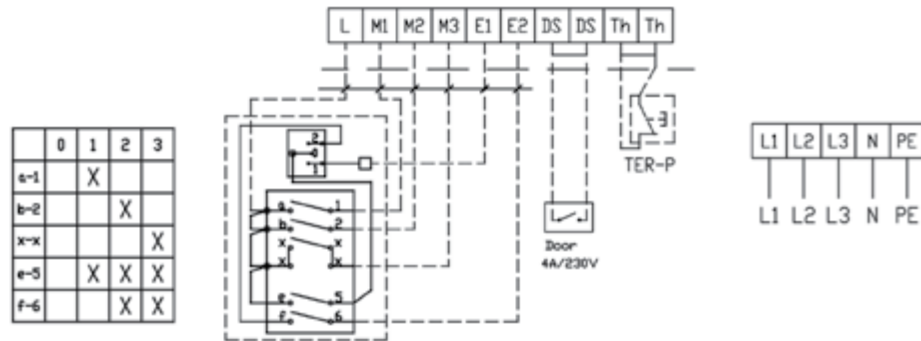 L M1 M2 M3 E1 E2 DS DS Th Th
0 1 2 3
a-1 X
b-2 X
x-x X
e-5 X X X
f-6 X X
2
1
a 1
b 2
x x
x x
e 5
f 6
TER-P
Door
4A/230V
L1 L2 L3 N PE
L1 L2 L3 N PE